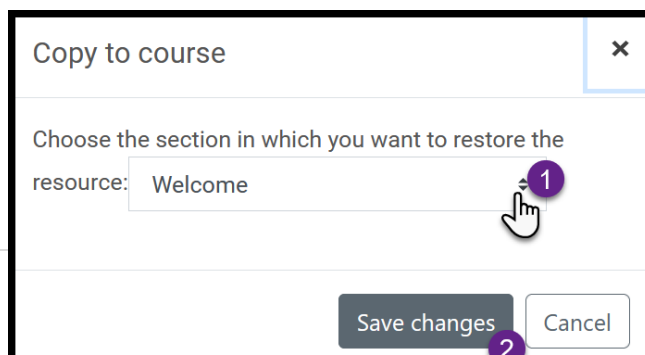 Copy to course
×
Choose the section in which you want to restore the
resource: Welcome
1
Save changes Cancel
2